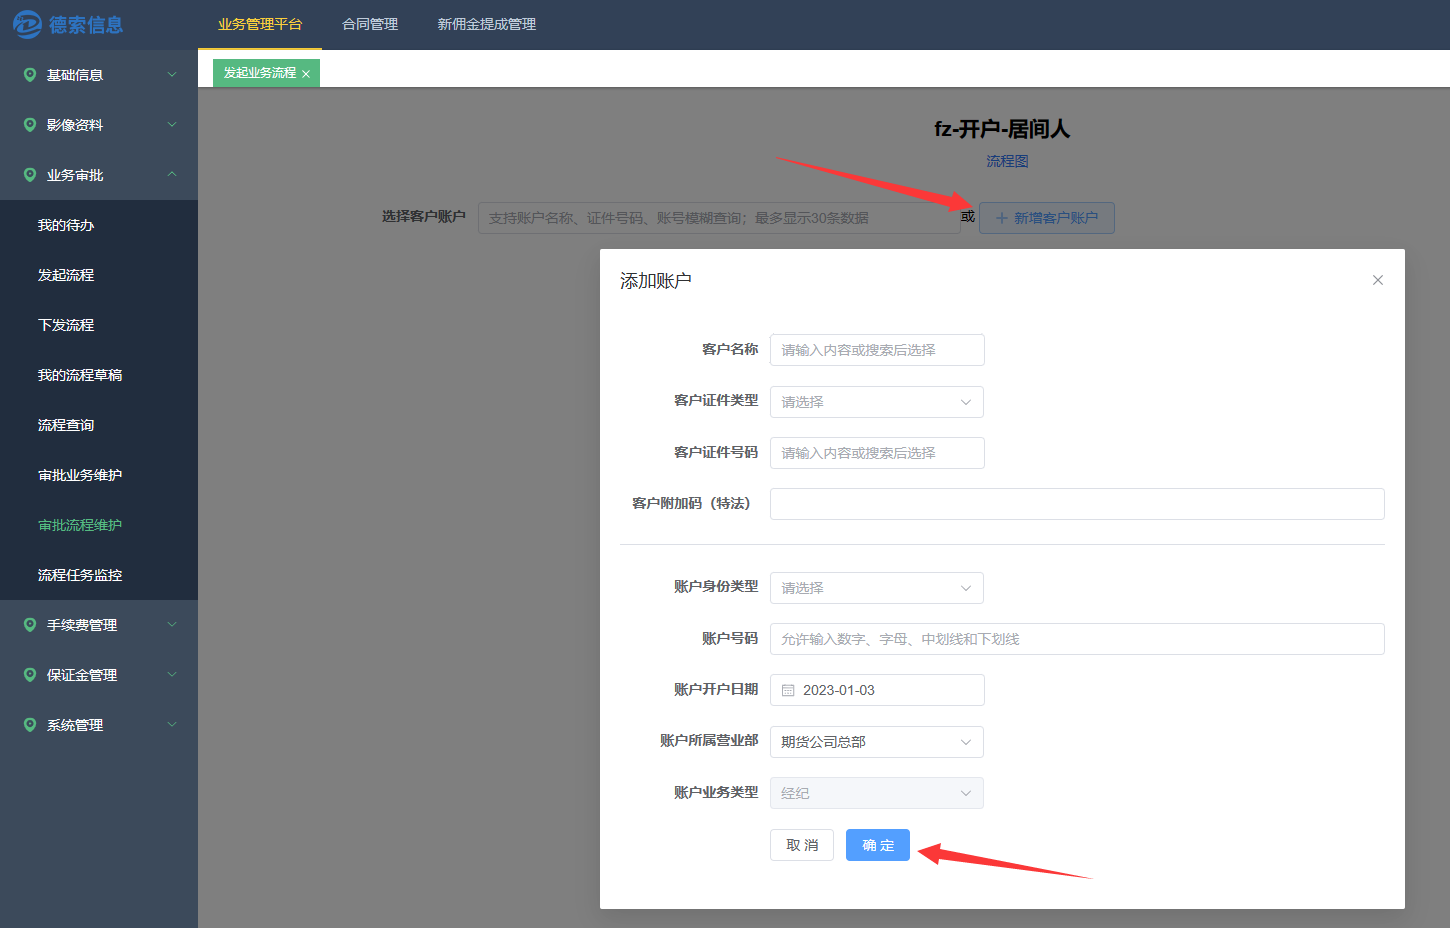 德索信息
业务管理平台 合同管理 新佣金提成管理
发起业务流程 ×
基础信息
影像资料
业务审批
我的待办
发起流程
下发流程
我的流程草稿
流程查询
审批业务维护
审批流程维护
流程任务监控
手续费管理
保证金管理
系统管理
fz-开户-居间人
流程图
选择客户账户 支持账户名称、证件号码、账号模糊查询；最多显示30条数据 或 + 新增客户账户
添加账户
客户名称 请输入内容或搜索后选择
客户证件类型 请选择
客户证件号码 请输入内容或搜索后选择
客户附加码（特法）
账户身份类型 请选择
账户号码 允许输入数字、字母、中划线和下划线
账户开户日期 2023-01-03
账户所属营业部 期货公司总部
账户业务类型 经纪
取消 确定